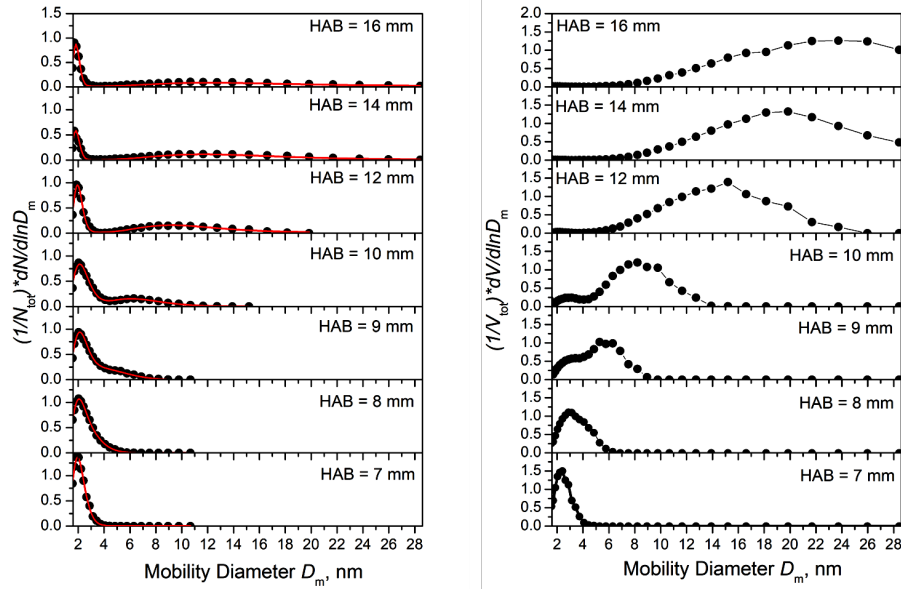 1.5
1.0
0.5
0.0
HAB = 16 mm
1.0
0.5
0.0
HAB = 14 mm
1.0
0.5
0.0
HAB = 12 mm
1.0
0.5
0.0
HAB = 10 mm
1.0
0.5
0.0
HAB = 9 mm
1.0
0.5
0.0
HAB = 8 mm
1.0
0.5
0.0
HAB = 7 mm
2 4 6 8 10 12 14 16 18 20 22 24 26 28
(1/N_tot)*dN/dlnD_m
Mobility Diameter D_m, nm
2.0
1.5
1.0
0.5
0.0
HAB = 16 mm
1.5
1.0
0.5
0.0
HAB = 14 mm
1.5
1.0
0.5
0.0
HAB = 12 mm
1.5
1.0
0.5
0.0
HAB = 10 mm
1.5
1.0
0.5
0.0
HAB = 9 mm
1.5
1.0
0.5
0.0
HAB = 8 mm
1.5
1.0
0.5
0.0
HAB = 7 mm
2 4 6 8 10 12 14 16 18 20 22 24 26 28
(1/V_tot)*dV/dlnD_m
Mobility Diameter D_m, nm